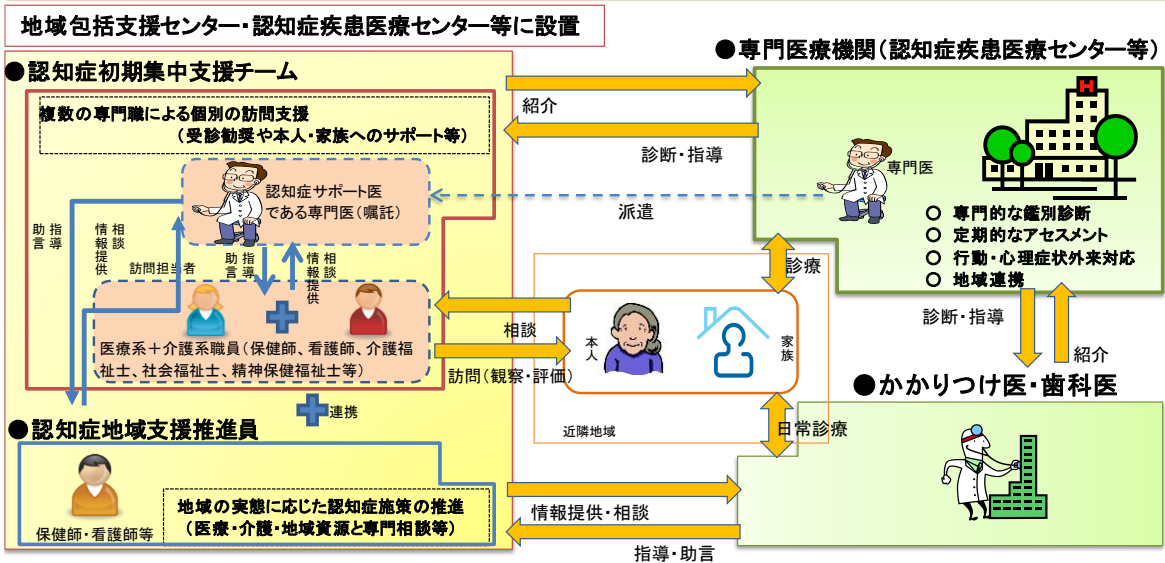 地域包括支援センター・認知症疾患医療センター等に設置
●認知症初期集中支援チーム
複数の専門職による個別の訪問支援
(受診勧奨や本人・家族へのサポート等)
認知症サポート医
である専門医(嘱託)
指導
助言
相談
情報提供
訪問担当者
指導
助言
相談
情報提供
医療系+介護系職員(保健師、看護師、介護福
祉士、社会福祉士、精神保健福祉士等)
連携
●認知症地域支援推進員
保健師・看護師等
地域の実態に応じた認知症施策の推進
(医療・介護・地域資源と専門相談等)
紹介
診断・指導
派遣
相談
訪問(観察・評価)
本人
家族
近隣地域
診療
日常診療
情報提供・相談
指導・助言
●専門医療機関(認知症疾患医療センター等)
H
専門医
○ 専門的な鑑別診断
○ 定期的なアセスメント
○ 行動・心理症状外来対応
○ 地域連携
診断・指導
紹介
●かかりつけ医・歯科医